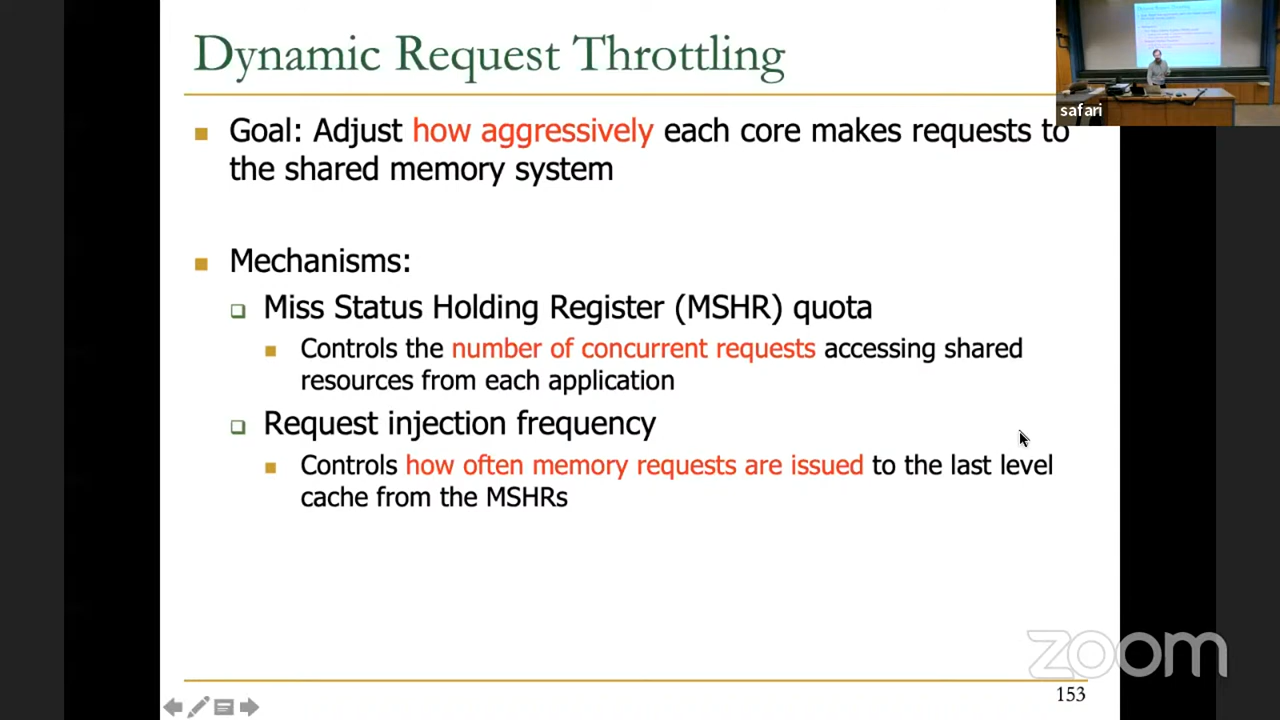 Dynamic Request Throttling
safari
Goal: Adjust how aggressively each core makes requests to
the shared memory system
Mechanisms:
Miss Status Holding Register (MSHR) quota
Controls the number of concurrent requests accessing shared
resources from each application
Request injection frequency
Controls how often memory requests are issued to the last level
cache from the MSHRs
zoom
153